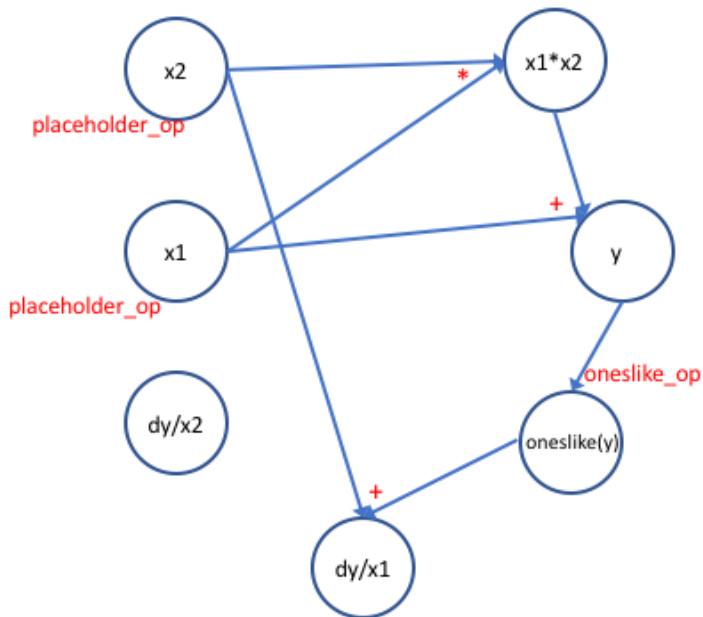 x2
x1*x2
*
placeholder_op
+
x1
y
placeholder_op
oneslike_op
dy/x2
oneslike(y)
+
dy/x1